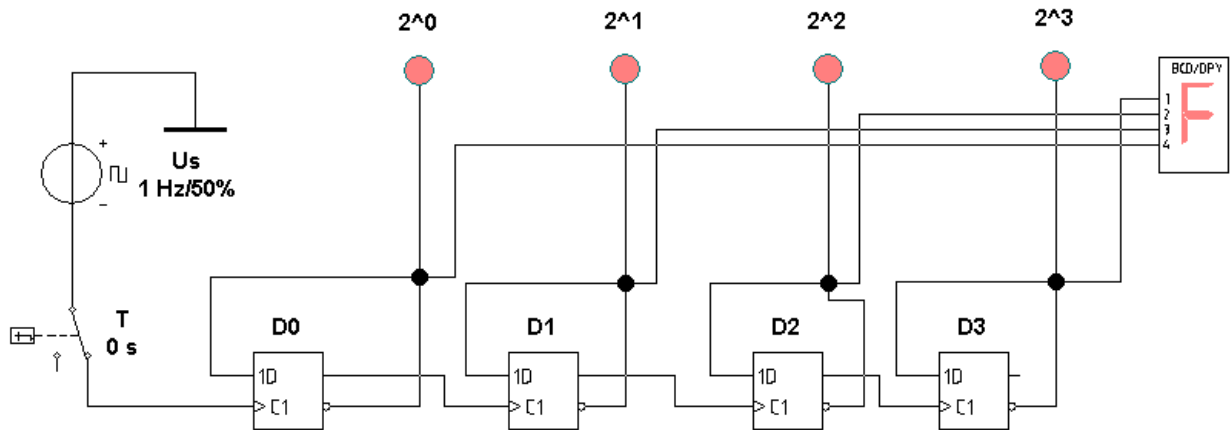 2^0
2^1
2^2
2^3
BCD/DPY
1
2
3
4
F
+
Us
1 Hz/50%
–
T
0 s
D0
D1
D2
D3
1D
C1
1D
C1
1D
C1
1D
C1